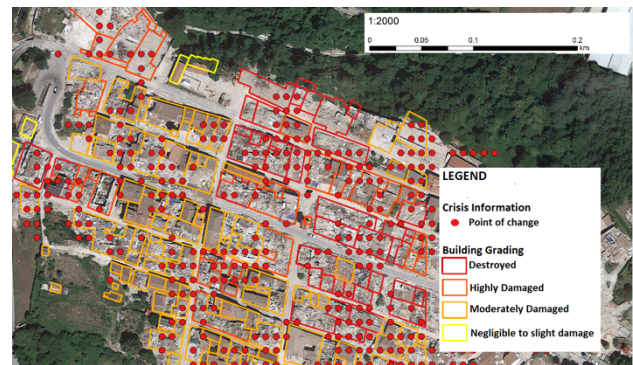 1:2000
0 0.05 0.1 0.2
km
LEGEND
Crisis Information
Point of change
Building Grading
Destroyed
Highly Damaged
Moderately Damaged
Negligible to slight damage